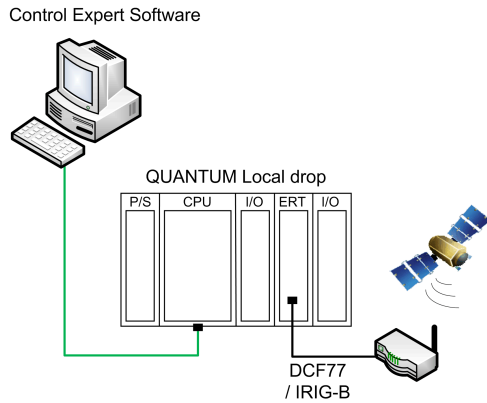 Control Expert Software
QUANTUM Local drop
P/S CPU I/O ERT I/O
DCF77
/ IRIG-B